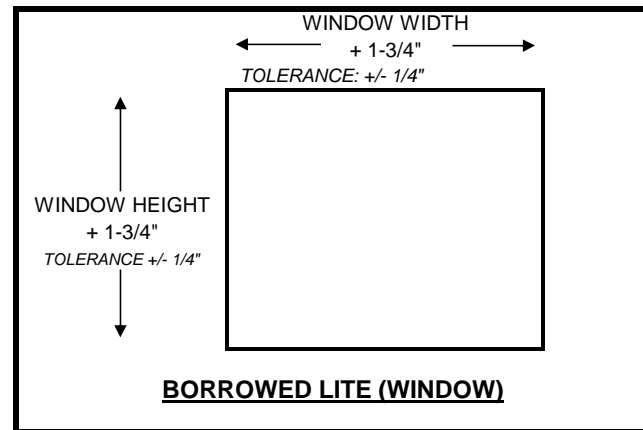 WINDOW WIDTH
+ 1-3/4"
TOLERANCE: +/- 1/4"
WINDOW HEIGHT
+ 1-3/4"
TOLERANCE +/- 1/4"
BORROWED LITE (WINDOW)